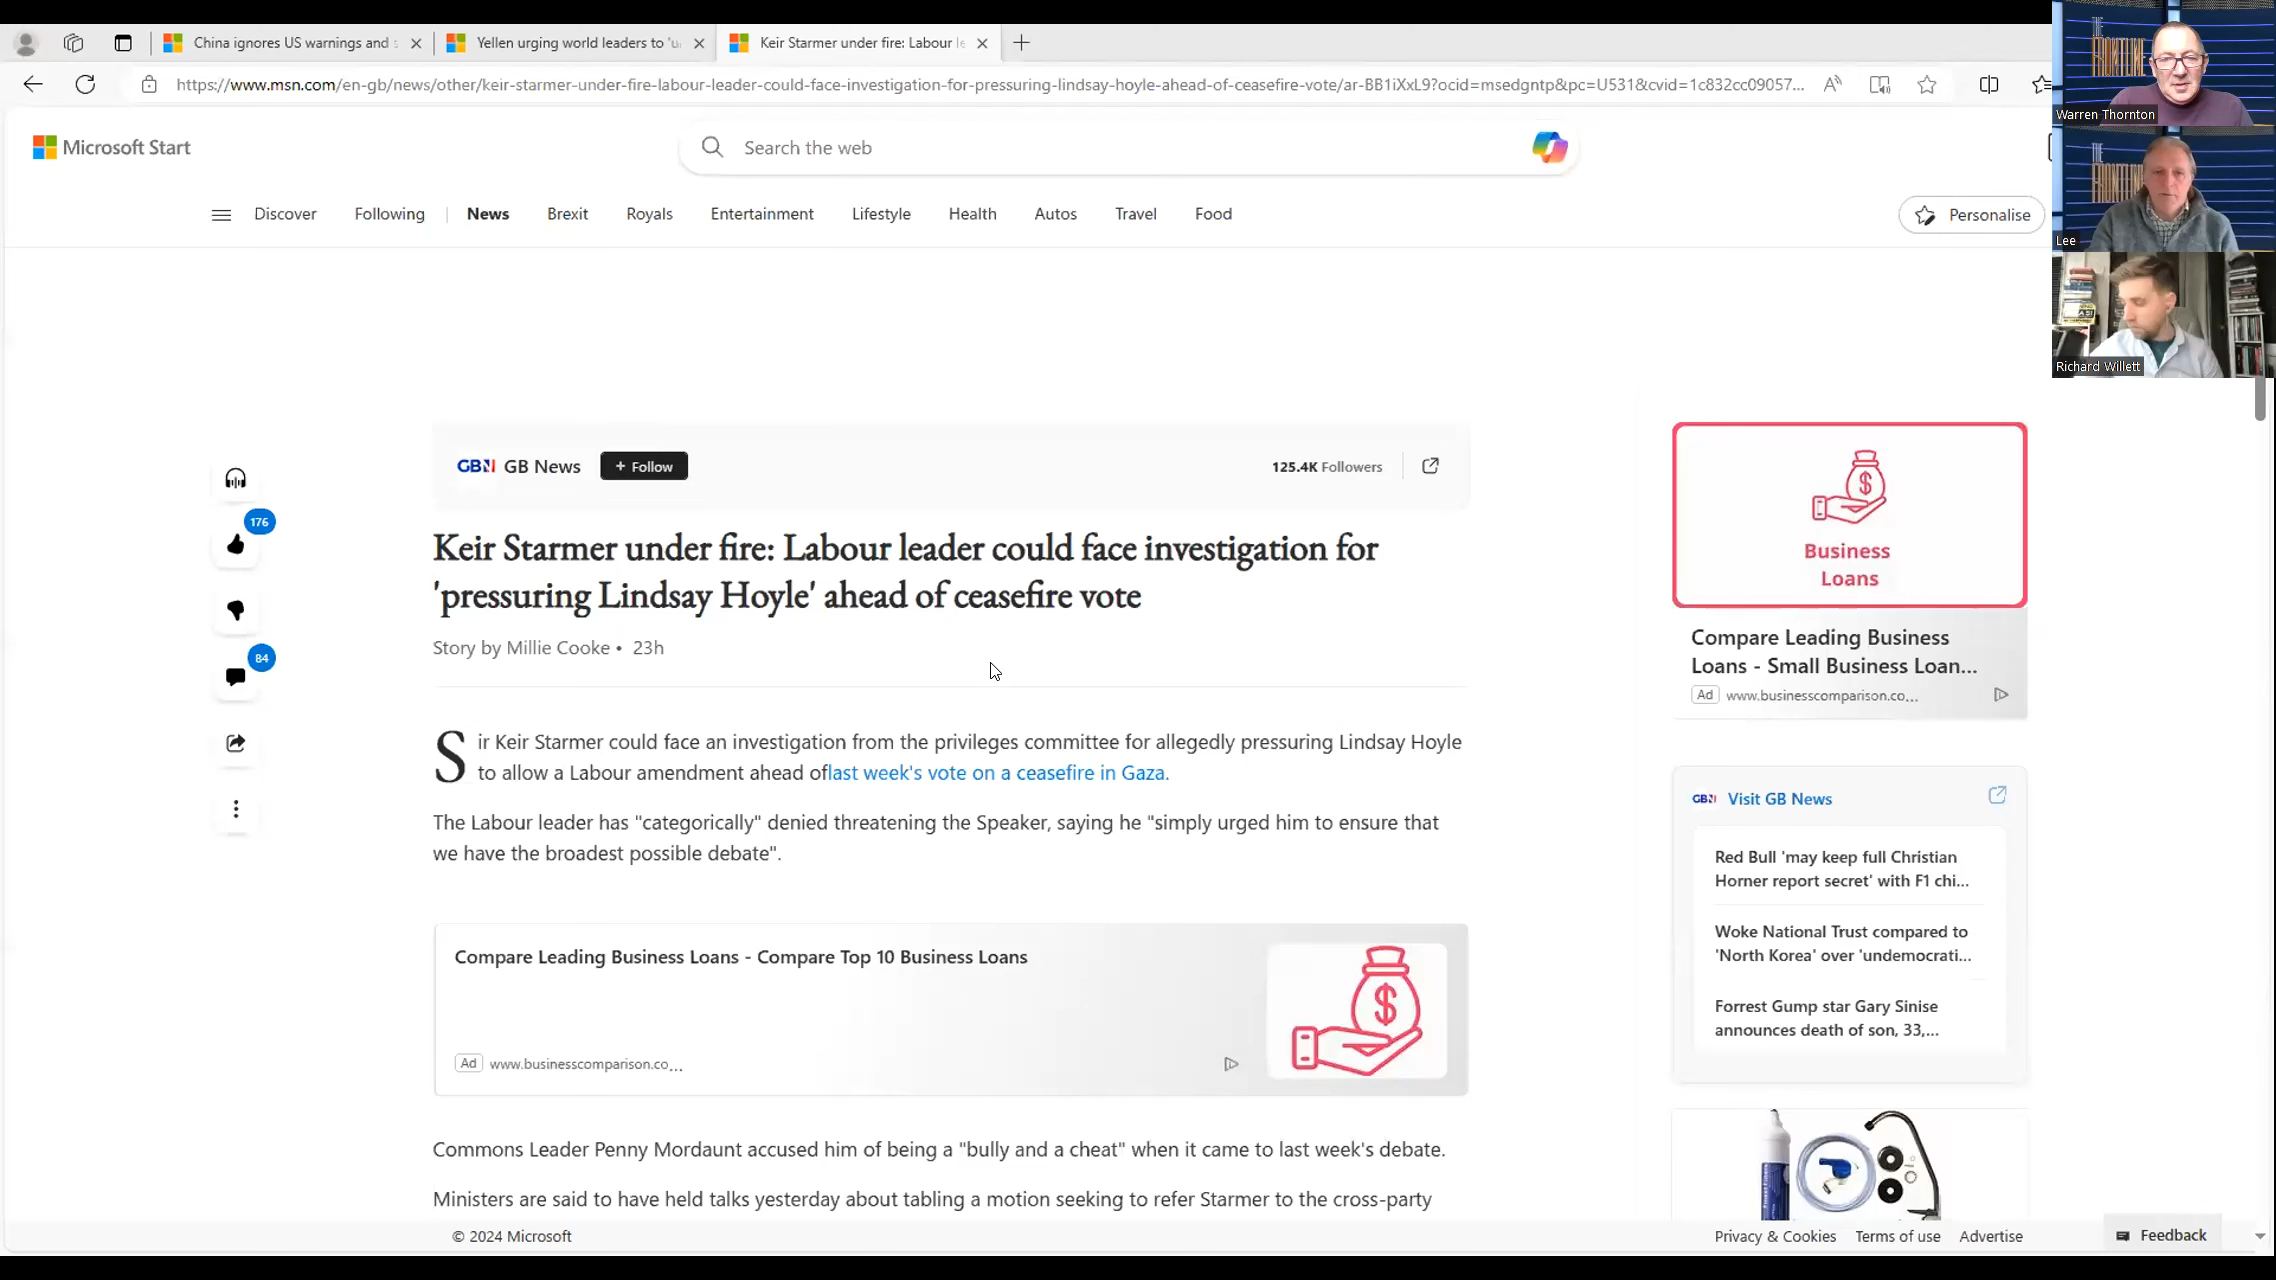 China ignores US warnings and s
Yellen urging world leaders to 'u
Keir Starmer under fire: Labour le
https://www.msn.com/en-gb/news/other/keir-starmer-under-fire-labour-leader-could-face-investigation-for-pressuring-lindsay-hoyle-ahead-of-ceasefire-vote/ar-BB1iXxL9?ocid=msedgntp&pc=U531&cvid=1c832cc09057...
Warren Thornton
Lee
Richard Willett
Microsoft Start
Search the web
Discover
Following
News
Brexit
Royals
Entertainment
Lifestyle
Health
Autos
Travel
Food
Personalise
GBN GB News
+ Follow
125.4K Followers
176
84
Keir Starmer under fire: Labour leader could face investigation for
'pressuring Lindsay Hoyle' ahead of ceasefire vote
Story by Millie Cooke • 23h
Sir Keir Starmer could face an investigation from the privileges committee for allegedly pressuring Lindsay Hoyle
to allow a Labour amendment ahead oflast week's vote on a ceasefire in Gaza.
The Labour leader has "categorically" denied threatening the Speaker, saying he "simply urged him to ensure that
we have the broadest possible debate".
Compare Leading Business Loans - Compare Top 10 Business Loans
Ad www.businesscomparison.co...
Commons Leader Penny Mordaunt accused him of being a "bully and a cheat" when it came to last week's debate.
Ministers are said to have held talks yesterday about tabling a motion seeking to refer Starmer to the cross-party
Business
Loans
Compare Leading Business
Loans - Small Business Loan...
Ad www.businesscomparison.co...
GBN Visit GB News
Red Bull 'may keep full Christian
Horner report secret' with F1 chi...
Woke National Trust compared to
'North Korea' over 'undemocrati...
Forrest Gump star Gary Sinise
announces death of son, 33,...
© 2024 Microsoft
Privacy & Cookies
Terms of use
Advertise
Feedback